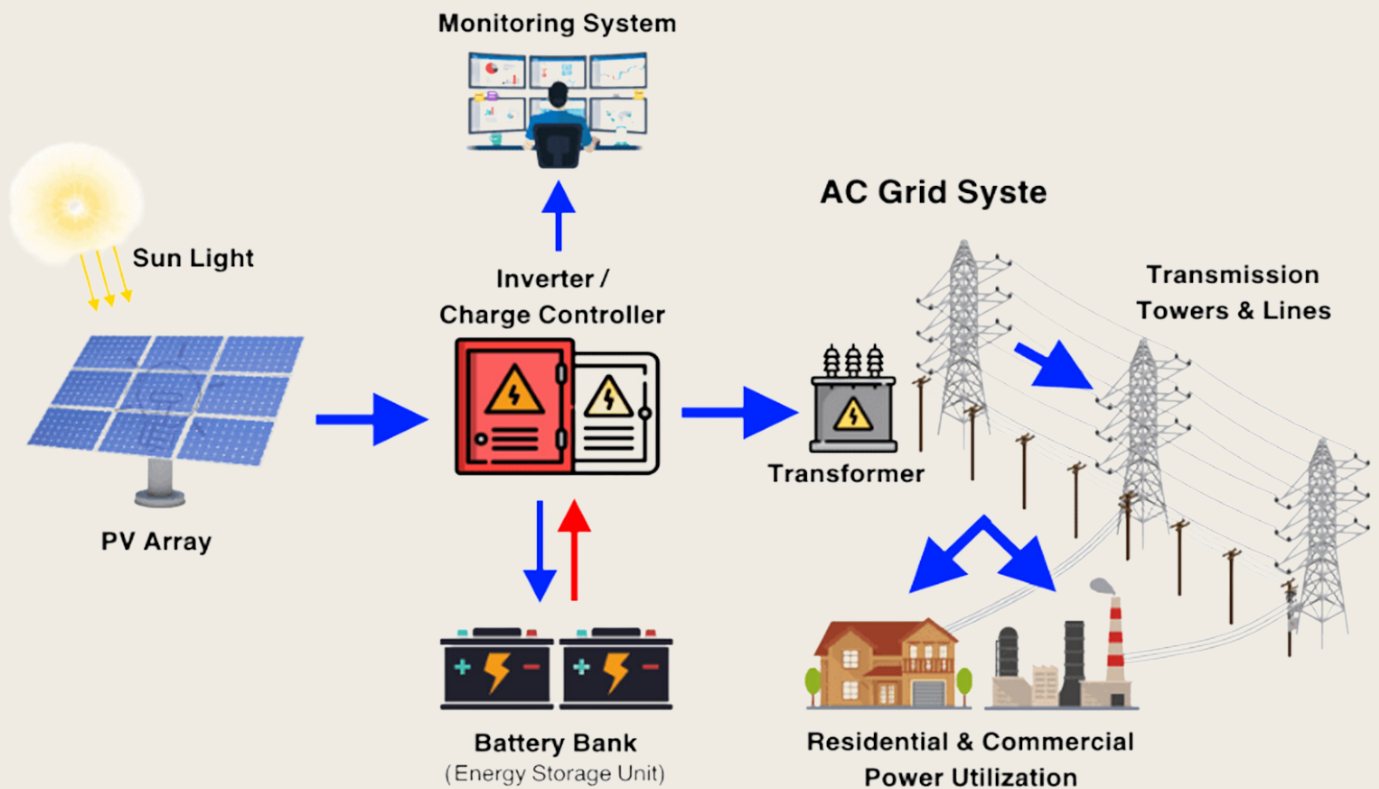 Monitoring System
AC Grid Syste
Sun Light
Inverter /
Charge Controller
Transmission
Towers & Lines
Transformer
PV Array
Battery Bank
(Energy Storage Unit)
Residential & Commercial
Power Utilization